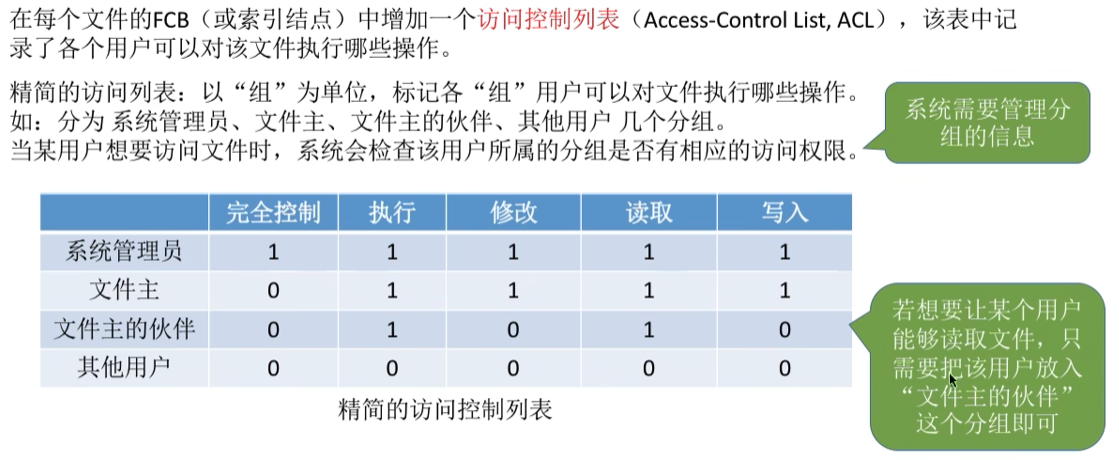 在每个文件的FCB（或索引结点）中增加一个访问控制列表（Access-Control List, ACL），该表中记
录了各个用户可以对该文件执行哪些操作。
精简的访问列表：以“组”为单位，标记各“组”用户可以对文件执行哪些操作。
如：分为 系统管理员、文件主、文件主的伙伴、其他用户 几个分组。
当某用户想要访问文件时，系统会检查该用户所属的分组是否有相应的访问权限。
系统需要管理分
组的信息
完全控制 执行 修改 读取 写入
系统管理员 1 1 1 1 1
文件主 0 1 1 1 1
文件主的伙伴 0 1 0 1 0
其他用户 0 0 0 0 0
精简的访问控制列表
若想要让某个用户
能够读取文件，只
需要把该用户放入
“文件主的伙伴”
这个分组即可